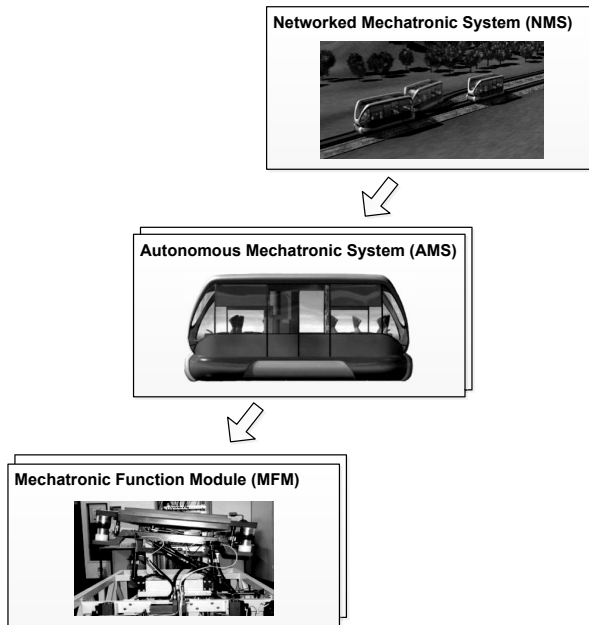 Networked Mechatronic System (NMS)
Autonomous Mechatronic System (AMS)
Mechatronic Function Module (MFM)